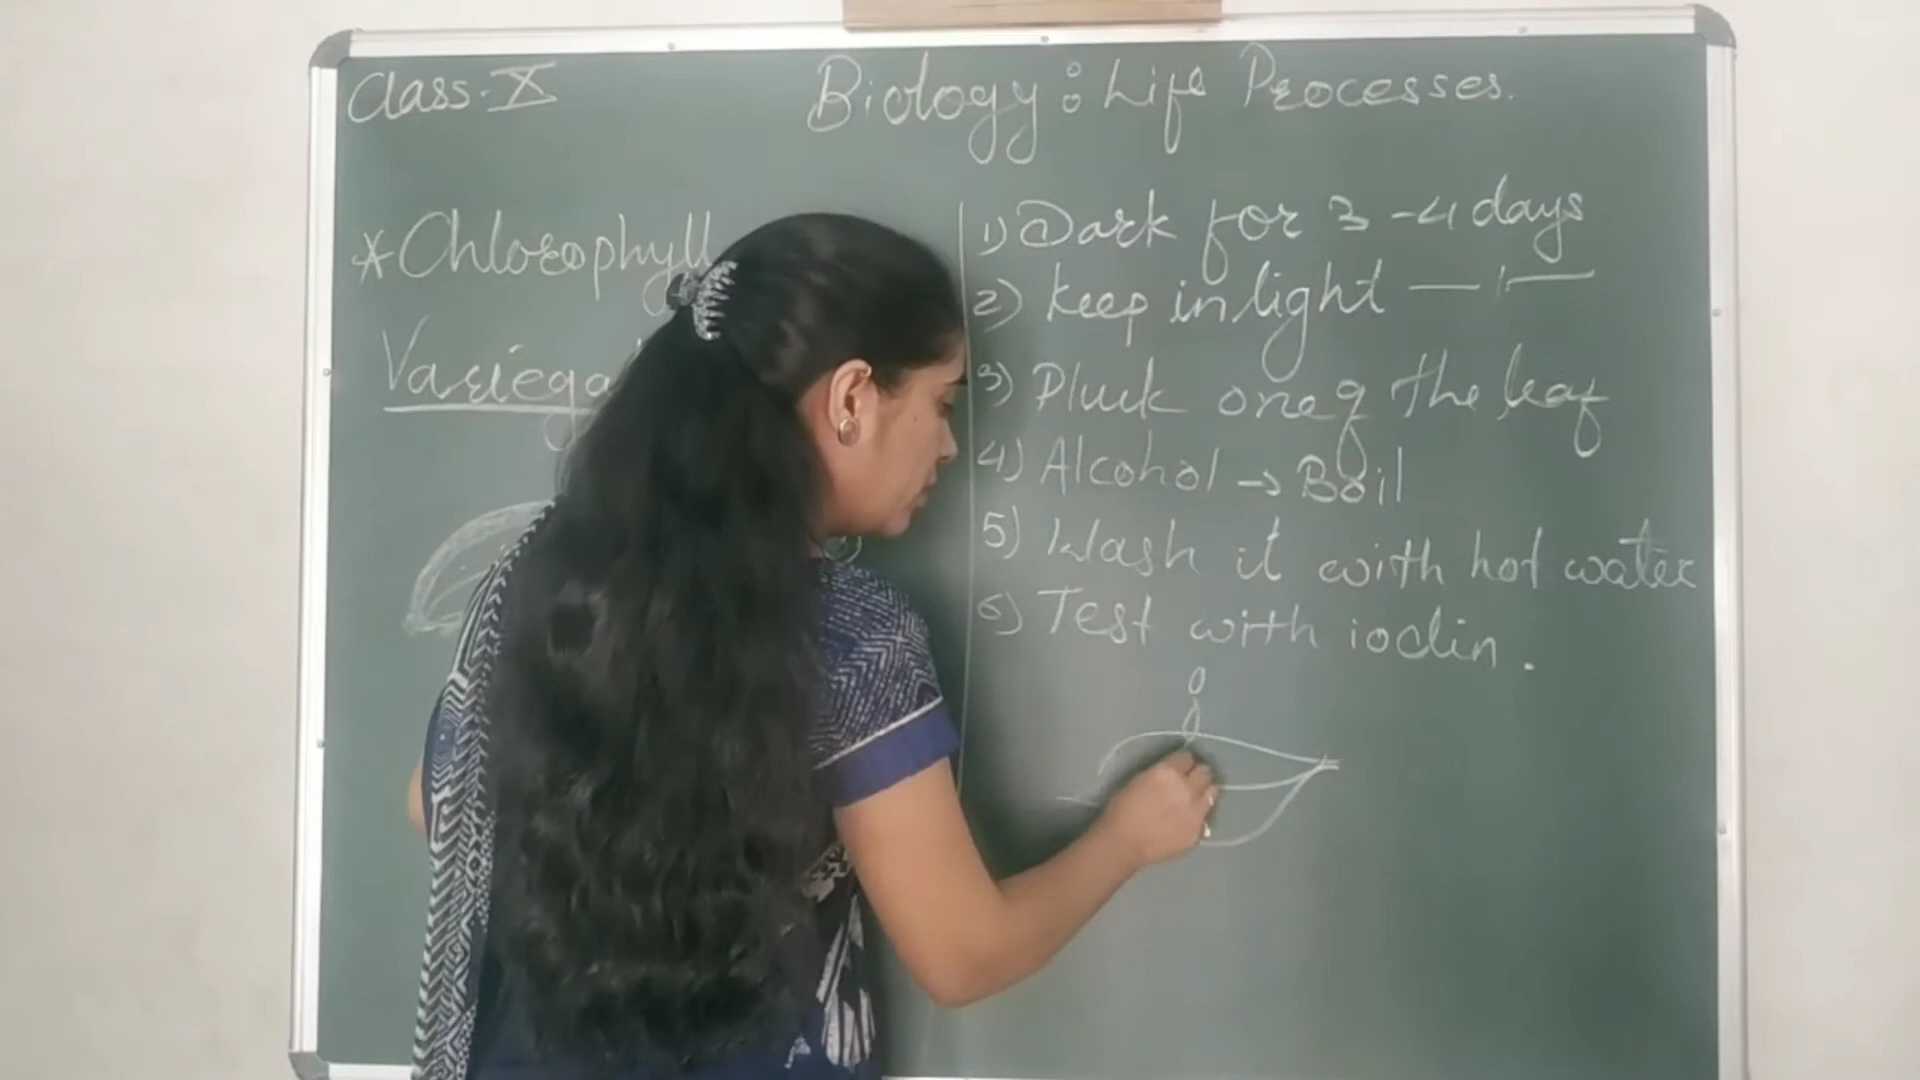 Class-X
Biology : Life Processes.
* Chlorophyll
1) Dark for 3-4 days
2) keep in light — 1 —
3) Pluck one of the leaf
4) Alcohol → Boil
5) Wash it with hot water
6) Test with iodin.